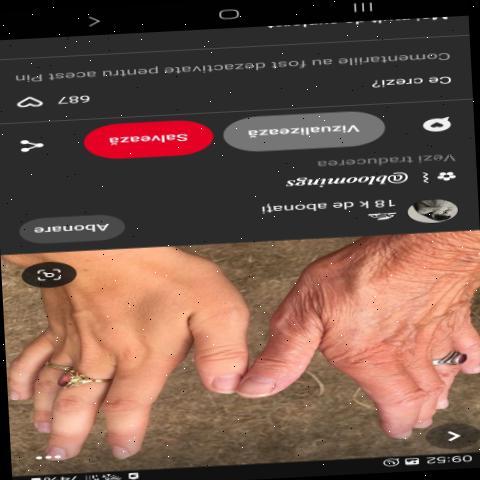 09:52
Abonare
18 k de abonați
@bloomings
Vezi traducerea
Vizualizează
Salvează
Ce crezi?
687
Comentariile au fost dezactivate pentru acest Pin